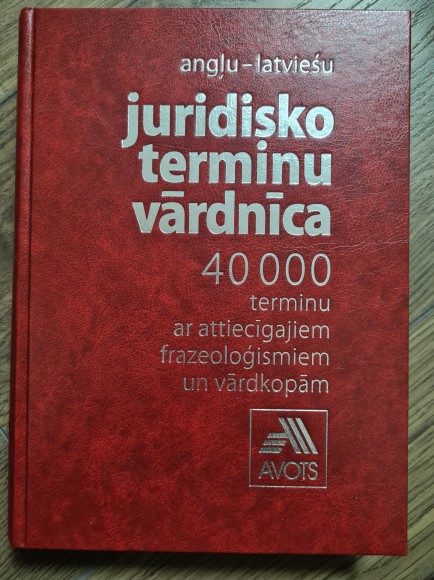 angļu–latviešu
juridisko
terminu
vārdnīca
40 000
terminu
ar attiecīgajiem
frazeoloģismiem
un vārdkopām
AVOTS